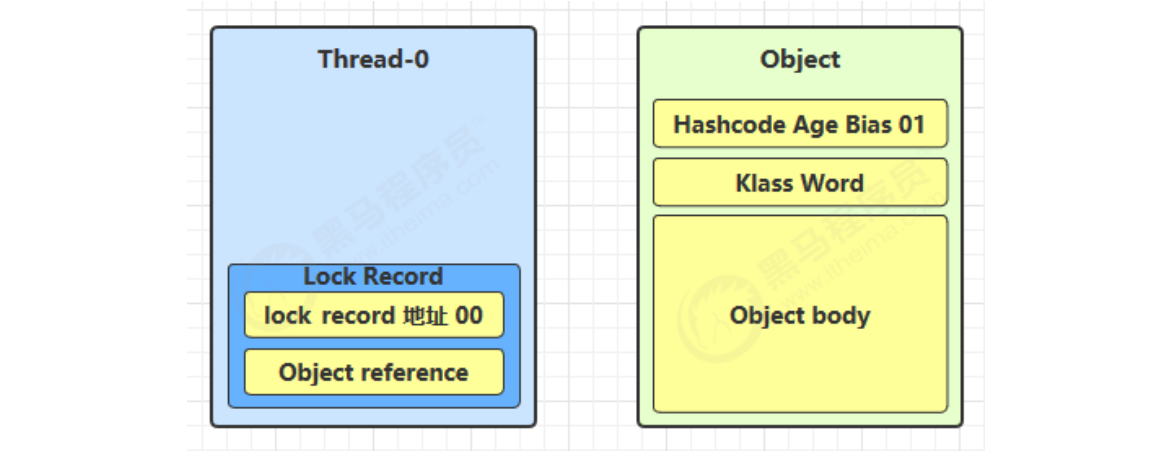 Thread-0
Lock Record
lock record 地址 00
Object reference
Object
Hashcode Age Bias 01
Klass Word
Object body
黑马程序员
www.itheima.com
黑马程序员
www.itheima.com